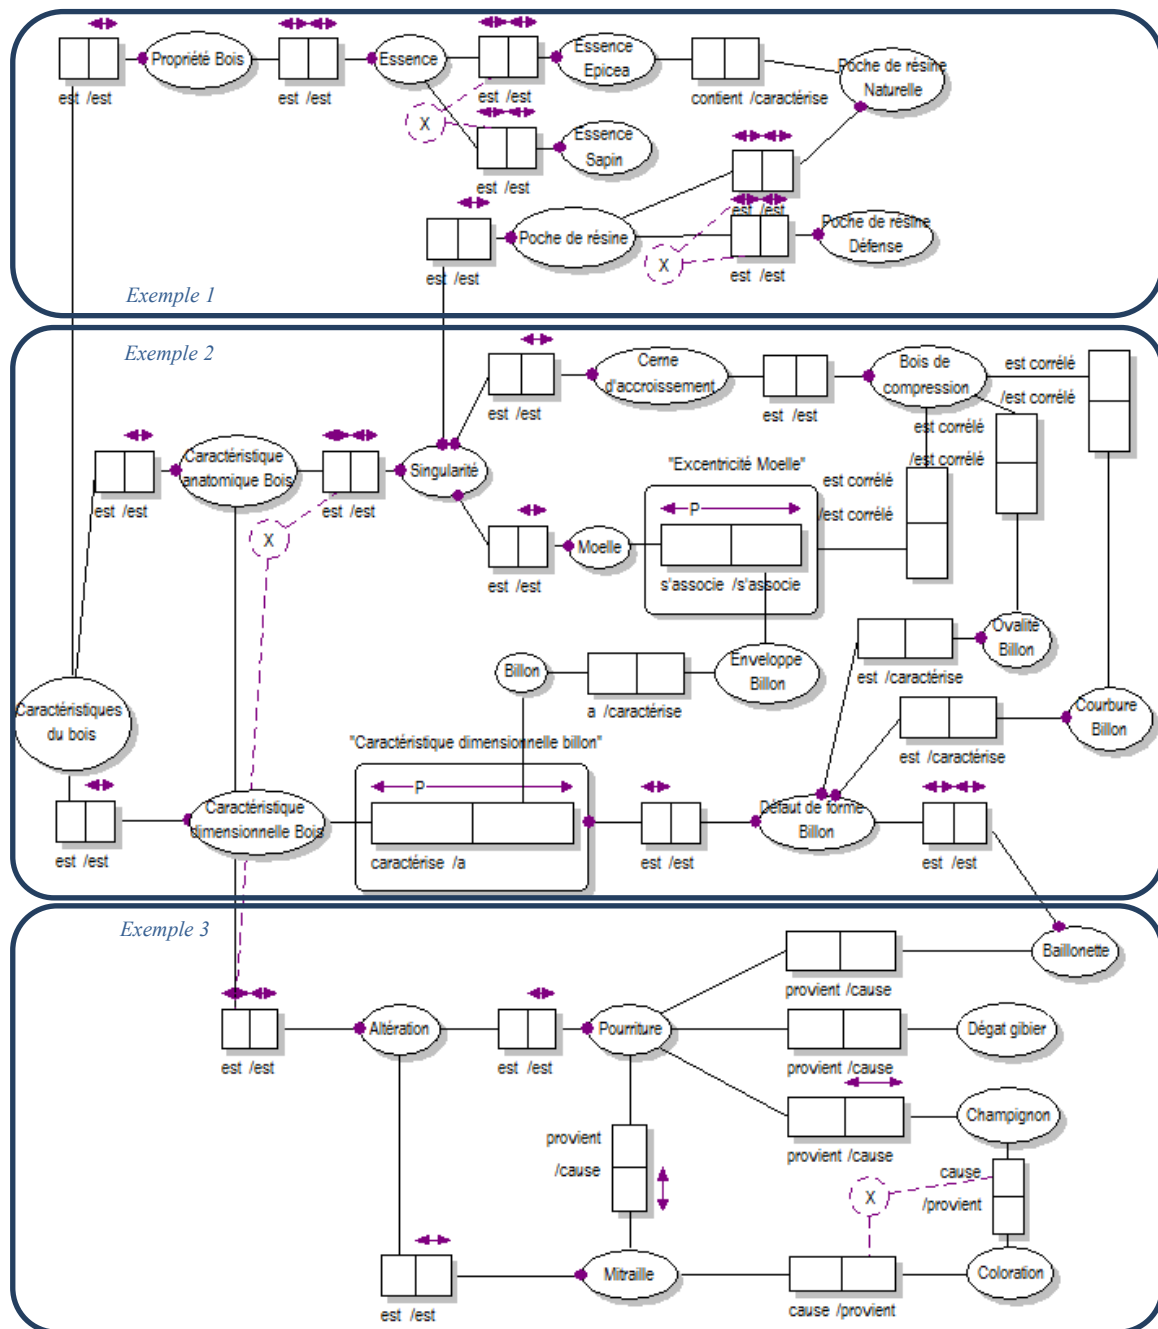 Propriété Bois
Essence
Essence
Epicea
Poche de résine
Naturelle
est /est
est /est
est /est
contient /caractérise
X
Essence
Sapin
est /est
est /est
Poche de résine
Poche de résine
Défense
est /est
X
est /est
Exemple 1
Exemple 2
Cerne
d'accroissement
Bois de
compression
est corrélé
/est corrélé
est /est
est /est
est corrélé
/est corrélé
Caractéristique
anatomique Bois
Singularité
"Excentricité Moelle"
est corrélé
/est corrélé
est /est
est /est
P
X
Moelle
est /est
s'associe /s'associe
Ovalité
Billon
Billon
Enveloppe
Billon
est /caractérise
a /caractérise
Caractéristiques
du bois
Courbure
Billon
"Caractéristique dimensionnelle billon"
est /caractérise
P
Caractéristique
dimensionnelle Bois
Défaut de forme
Billon
est /est
caractérise /a
est /est
est /est
Exemple 3
Baillonette
provient /cause
Altération
Pourriture
Dégat gibier
est /est
est /est
provient /cause
Champignon
provient
/cause
provient /cause
cause
/provient
X
Mitraille
Coloration
est /est
cause /provient